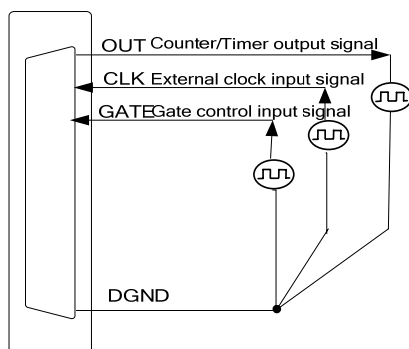 OUT Counter/Timer output signal
CLK External clock input signal
GATE Gate control input signal
DGND